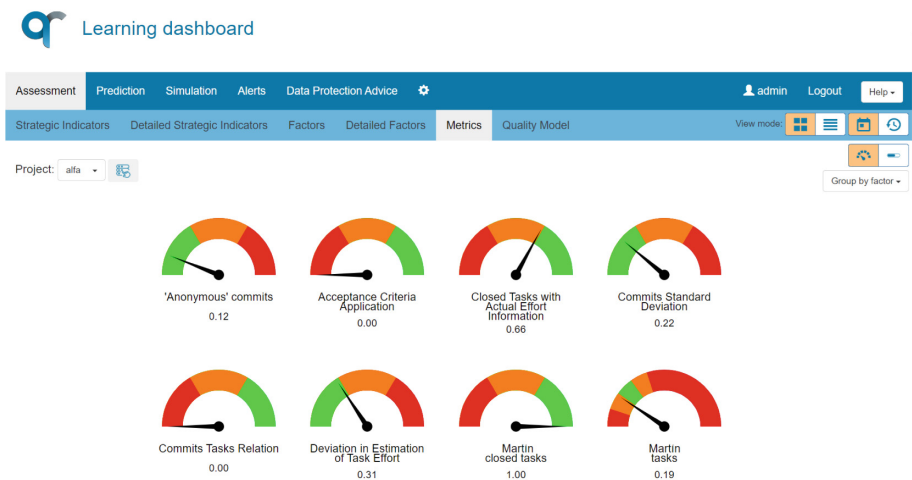 qr Learning dashboard
Assessment Prediction Simulation Alerts Data Protection Advice admin Logout Help
Strategic Indicators Detailed Strategic Indicators Factors Detailed Factors Metrics Quality Model View mode:
Project: alfa
Group by factor
'Anonymous' commits
0.12
Acceptance Criteria
Application
0.00
Closed Tasks with
Actual Effort
Information
0.66
Commits Standard
Deviation
0.22
Commits Tasks Relation
0.00
Deviation in Estimation
of Task Effort
0.31
Martin
closed tasks
1.00
Martin
tasks
0.19